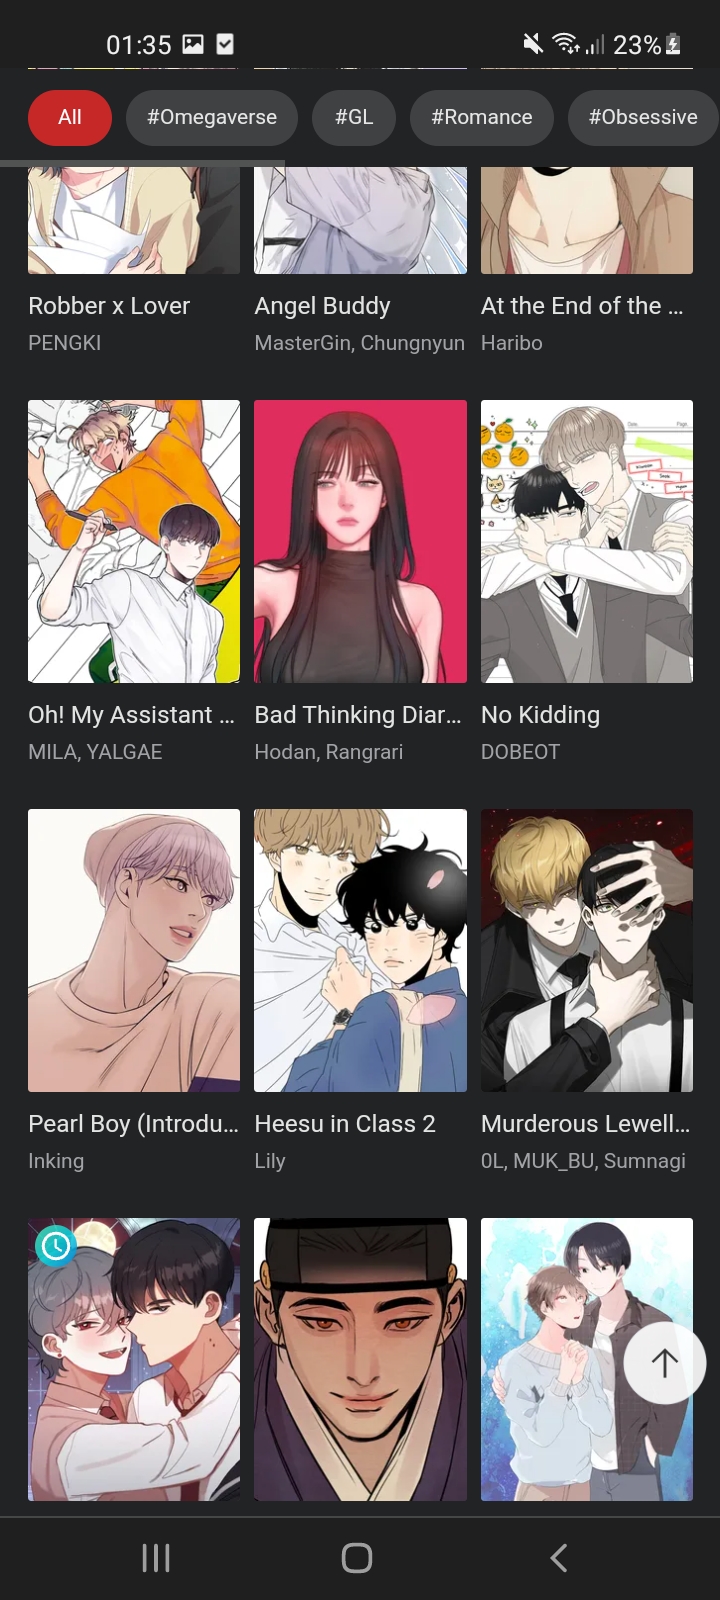 01:35
23%
All
#Omegaverse
#GL
#Romance
#Obsessive
Robber x Lover
Angel Buddy
At the End of the ...
PENGKI
MasterGin, Chungnyun
Haribo
Oh! My Assistant ...
Bad Thinking Diar...
No Kidding
MILA, YALGAE
Hodan, Rangrari
DOBEOT
Pearl Boy (Introdu...
Heesu in Class 2
Murderous Lewell...
Inking
Lily
0L, MUK_BU, Sumnagi